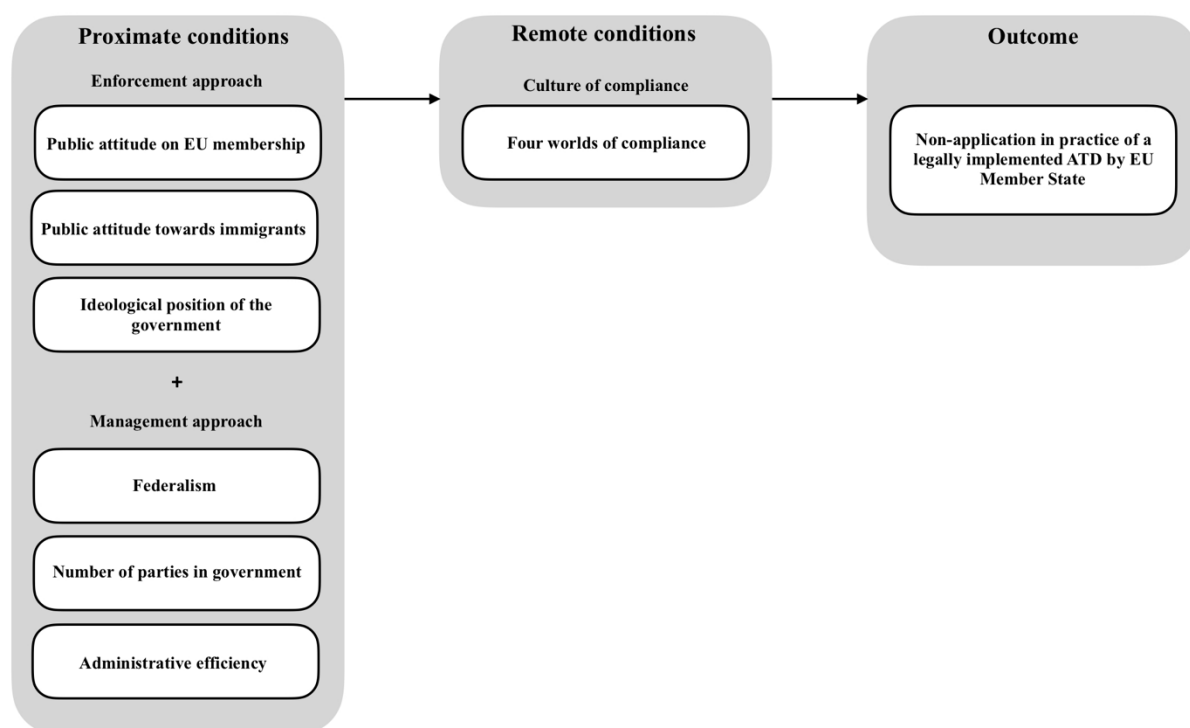 Proximate conditions
Enforcement approach
Public attitude on EU membership
Public attitude towards immigrants
Ideological position of the
government
+
Management approach
Federalism
Number of parties in government
Administrative efficiency
Remote conditions
Culture of compliance
Four worlds of compliance
Outcome
Non-application in practice of a
legally implemented ATD by EU
Member State